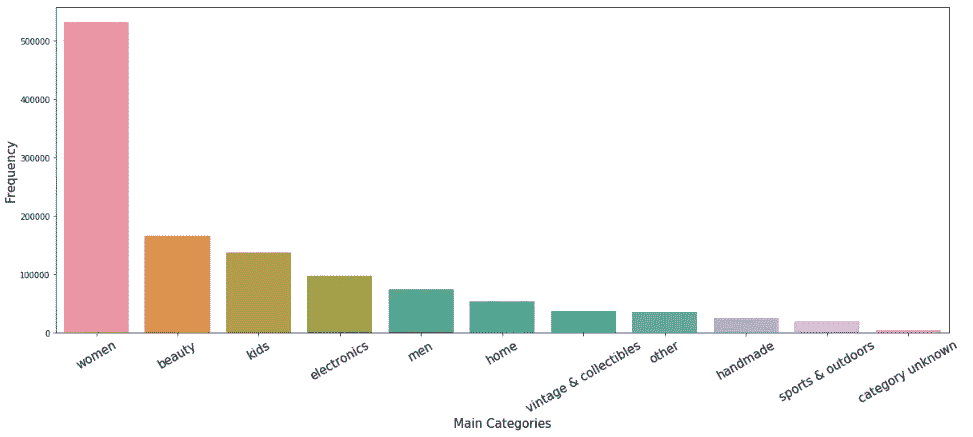 500000
400000
300000
200000
100000
0
Frequency
women
beauty
kids
electronics
men
home
vintage & collectibles
other
handmade
sports & outdoors
category unknown
Main Categories